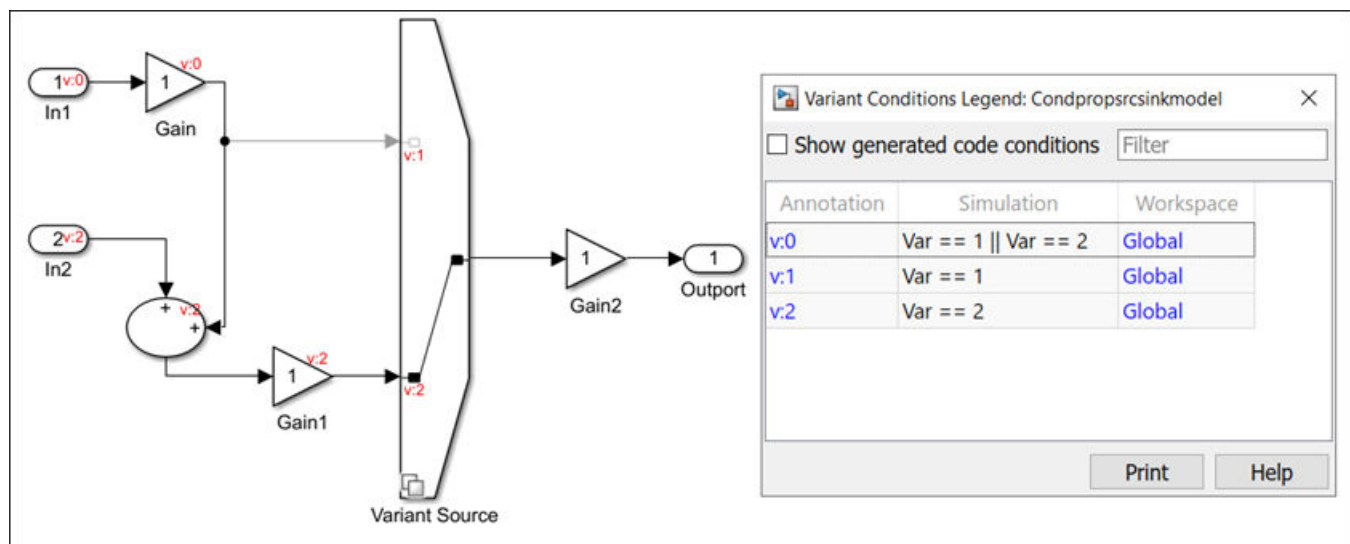 1 v:0
In1
1
v:0
Gain
v:1
2 v:2
In2
+
+
v:2
1
v:2
Gain1
v:2
Variant Source
1
Gain2
1
Outport
Variant Conditions Legend: Condpropsrcsinkmodel
Show generated code conditions Filter
Annotation Simulation Workspace
v:0 Var == 1 || Var == 2 Global
v:1 Var == 1 Global
v:2 Var == 2 Global
Print Help